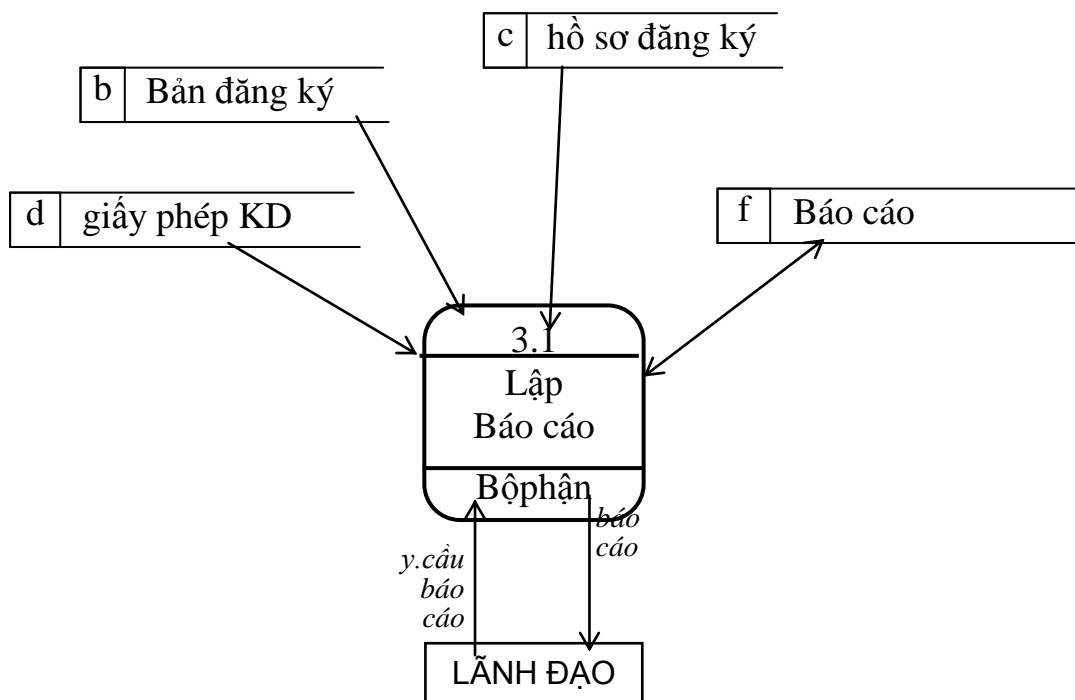 c hồ sơ đăng ký
b Bản đăng ký
d giấy phép KD
f Báo cáo
3.1
Lập
Báo cáo
Bộphận
báo
cáo
y.cầu
báo
cáo
LÃNH ĐẠO